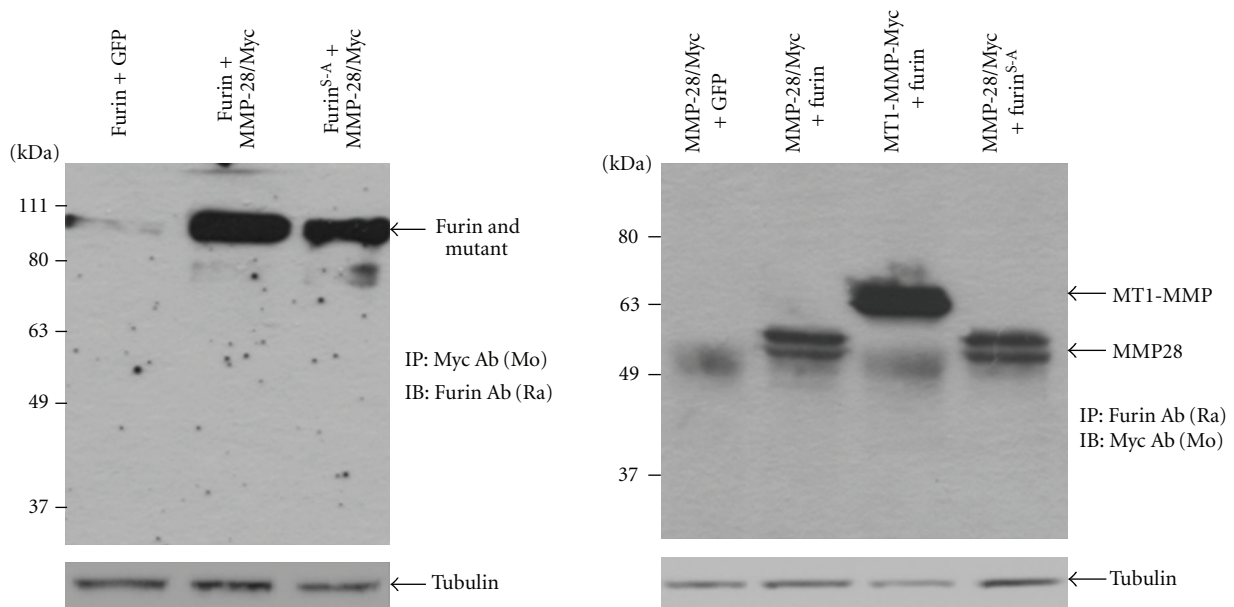 Furin + GFP
Furin +
MMP-28/Myc
Furin^S-A +
MMP-28/Myc
(kDa)
111
80
63
49
37
Furin and
mutant
IP: Myc Ab (Mo)
IB: Furin Ab (Ra)
Tubulin
MMP-28/Myc
+ GFP
MMP-28/Myc
+ furin
MT1-MMP-Myc
+ furin
MMP-28/Myc
+ furin^S-A
(kDa)
80
63
49
37
MT1-MMP
MMP28
IP: Furin Ab (Ra)
IB: Myc Ab (Mo)
Tubulin